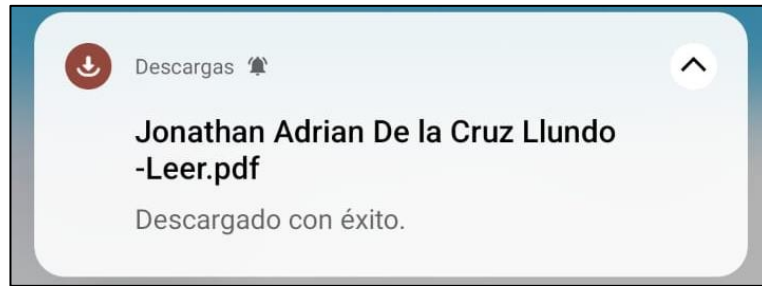 Descargas
Jonathan Adrian De la Cruz Llundo
-Leer.pdf
Descargado con éxito.